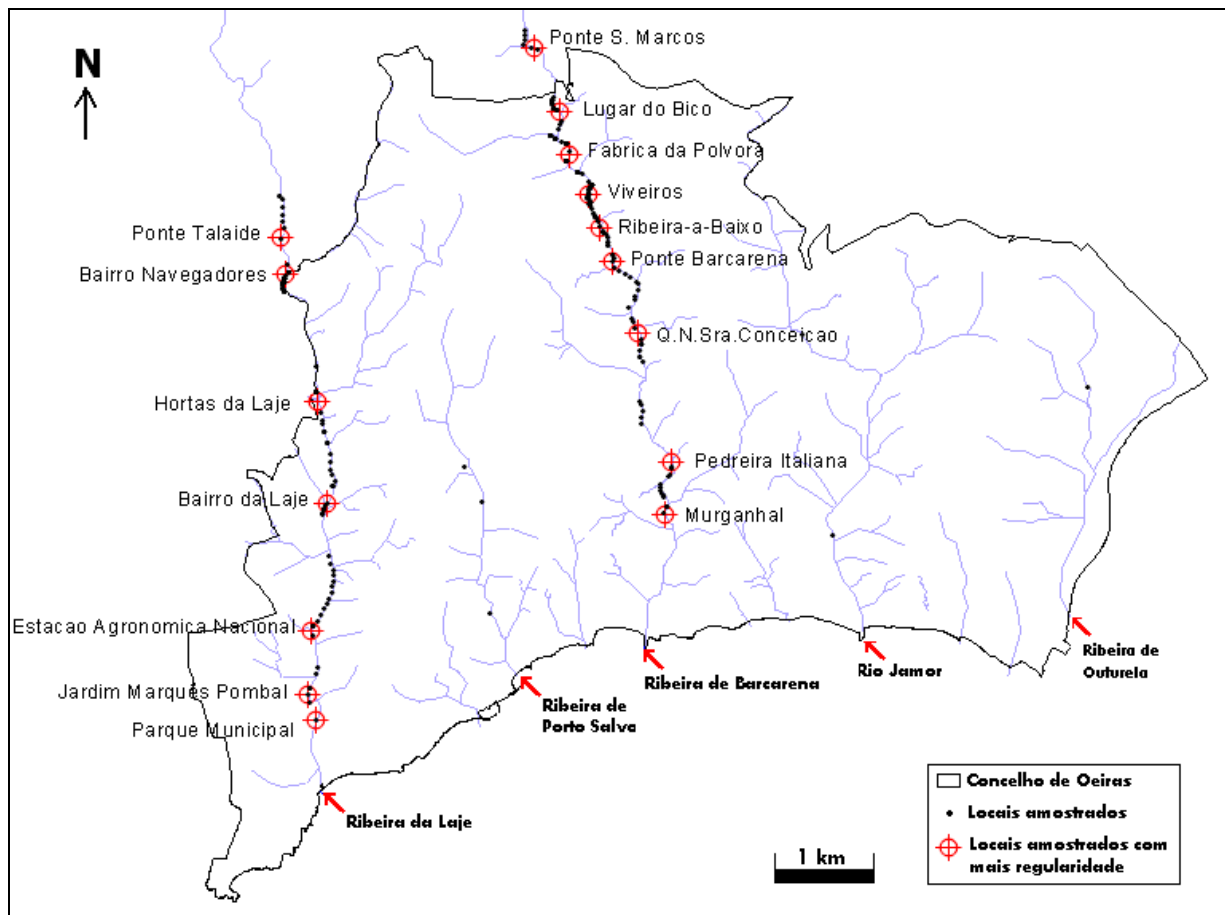 Ponte S. Marcos
N
Lugar do Bico
Fabrica da Polvora
Viveiros
Ribeira-a-Baixo
Ponte Talaide
Ponte Barcarena
Bairro Navegadores
Q.N.Sra.Conceicao
Hortas da Laje
Pedreira Italiana
Bairro da Laje
Murganhal
Estacao Agronomica Nacional
Ribeira de
Outurela
Rio Jamor
Ribeira de Barcarena
Jardim Marques Pombal
Ribeira de
Porto Salvo
Parque Municipal
Ribeira da Laje
Concelho de Oeiras
Locais amostrados
Locais amostrados com
mais regularidade
1 km